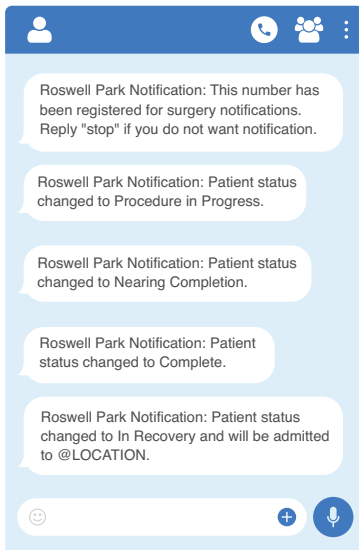 Roswell Park Notification: This number has
been registered for surgery notifications.
Reply "stop" if you do not want notification.
Roswell Park Notification: Patient status
changed to Procedure in Progress.
Roswell Park Notification: Patient status
changed to Nearing Completion.
Roswell Park Notification: Patient
status changed to Complete.
Roswell Park Notification: Patient status
changed to In Recovery and will be admitted
to @LOCATION.